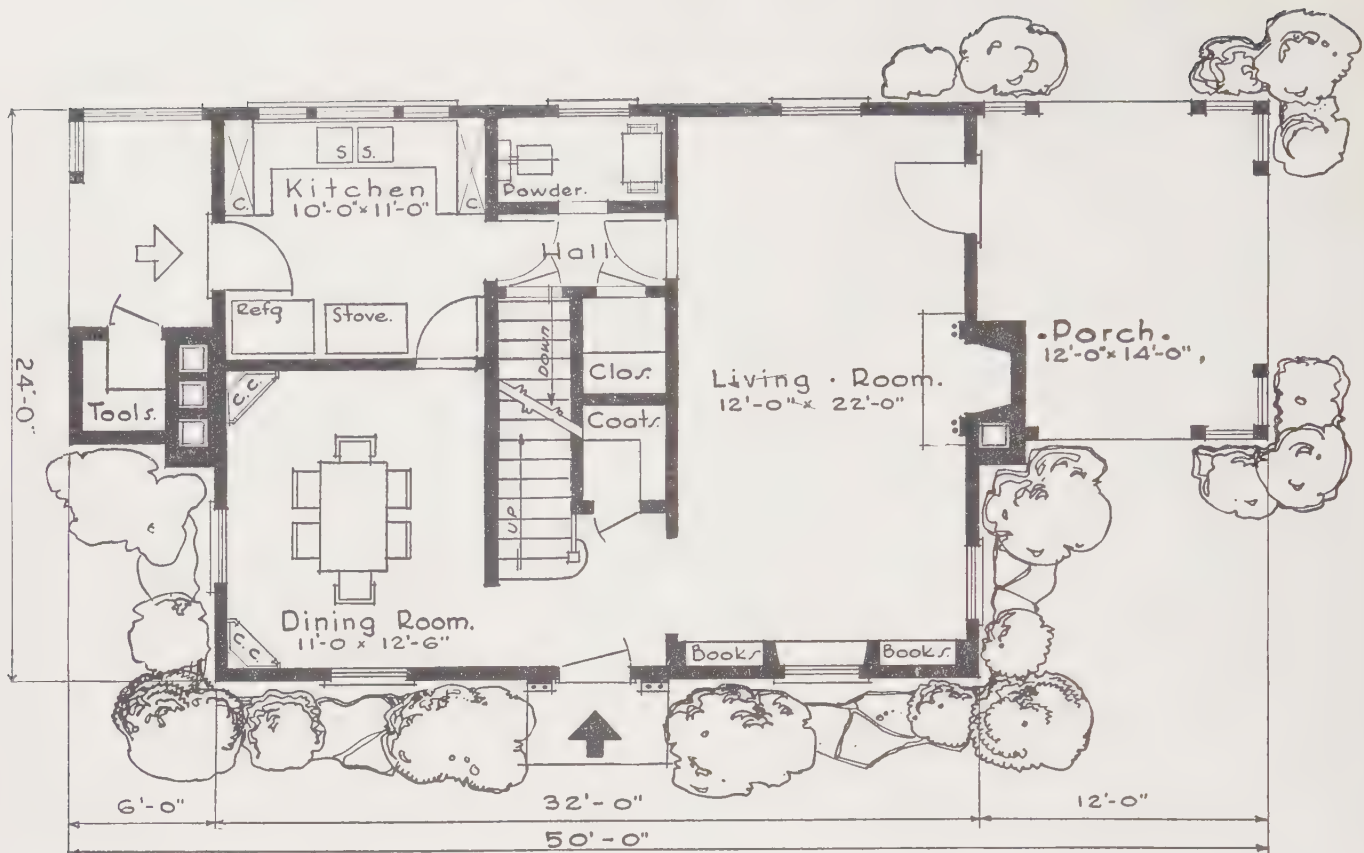 S S.
Kitchen
10'-0" x 11'-0"
C.
C.
Powder.
Hall.
Refg
Stove.
DOWN
Clos.
Coats.
UP
Tools.
C.C.
C.C.
Dining Room.
11'-0 x 12'-6"
Living . Room.
12'-0" x 22'-0"
.Porch.
12'-0" x 14'-0"
Books
Books
24'-0"
6'-0"
32'-0"
12'-0"
50'-0"